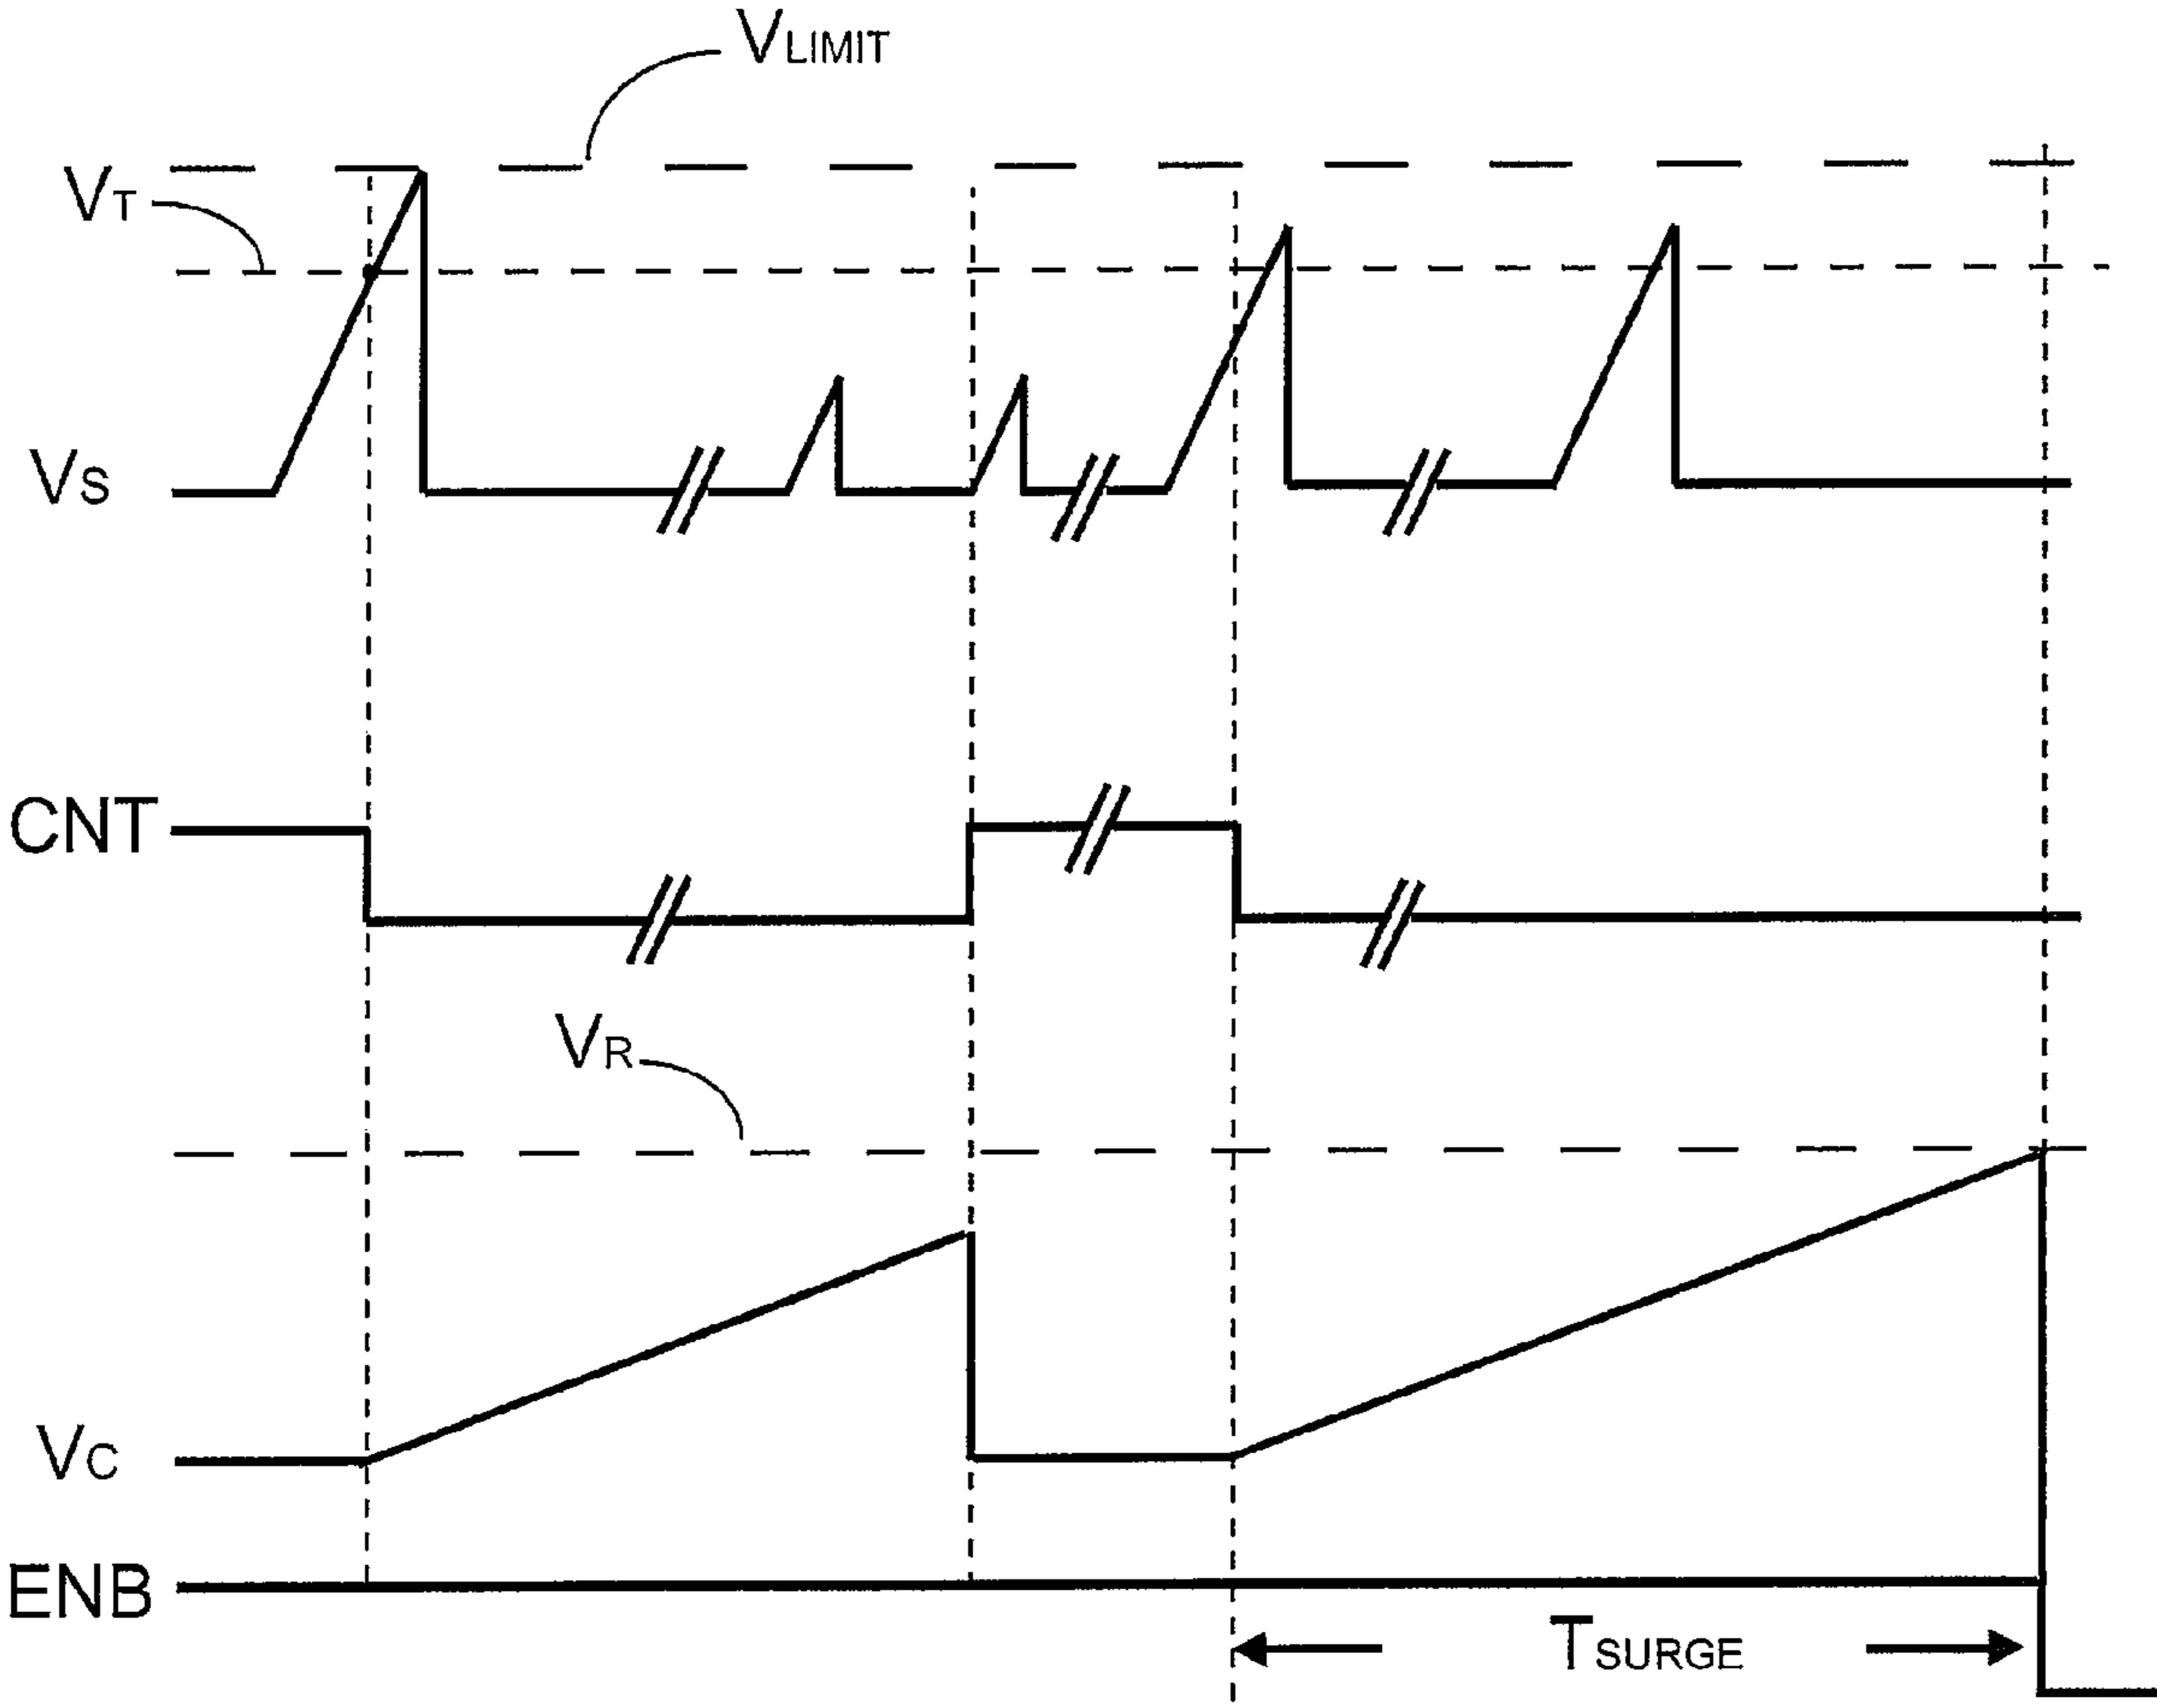 VLIMIT
VT
VS
CNT
VR
VC
ENB
TSURGE